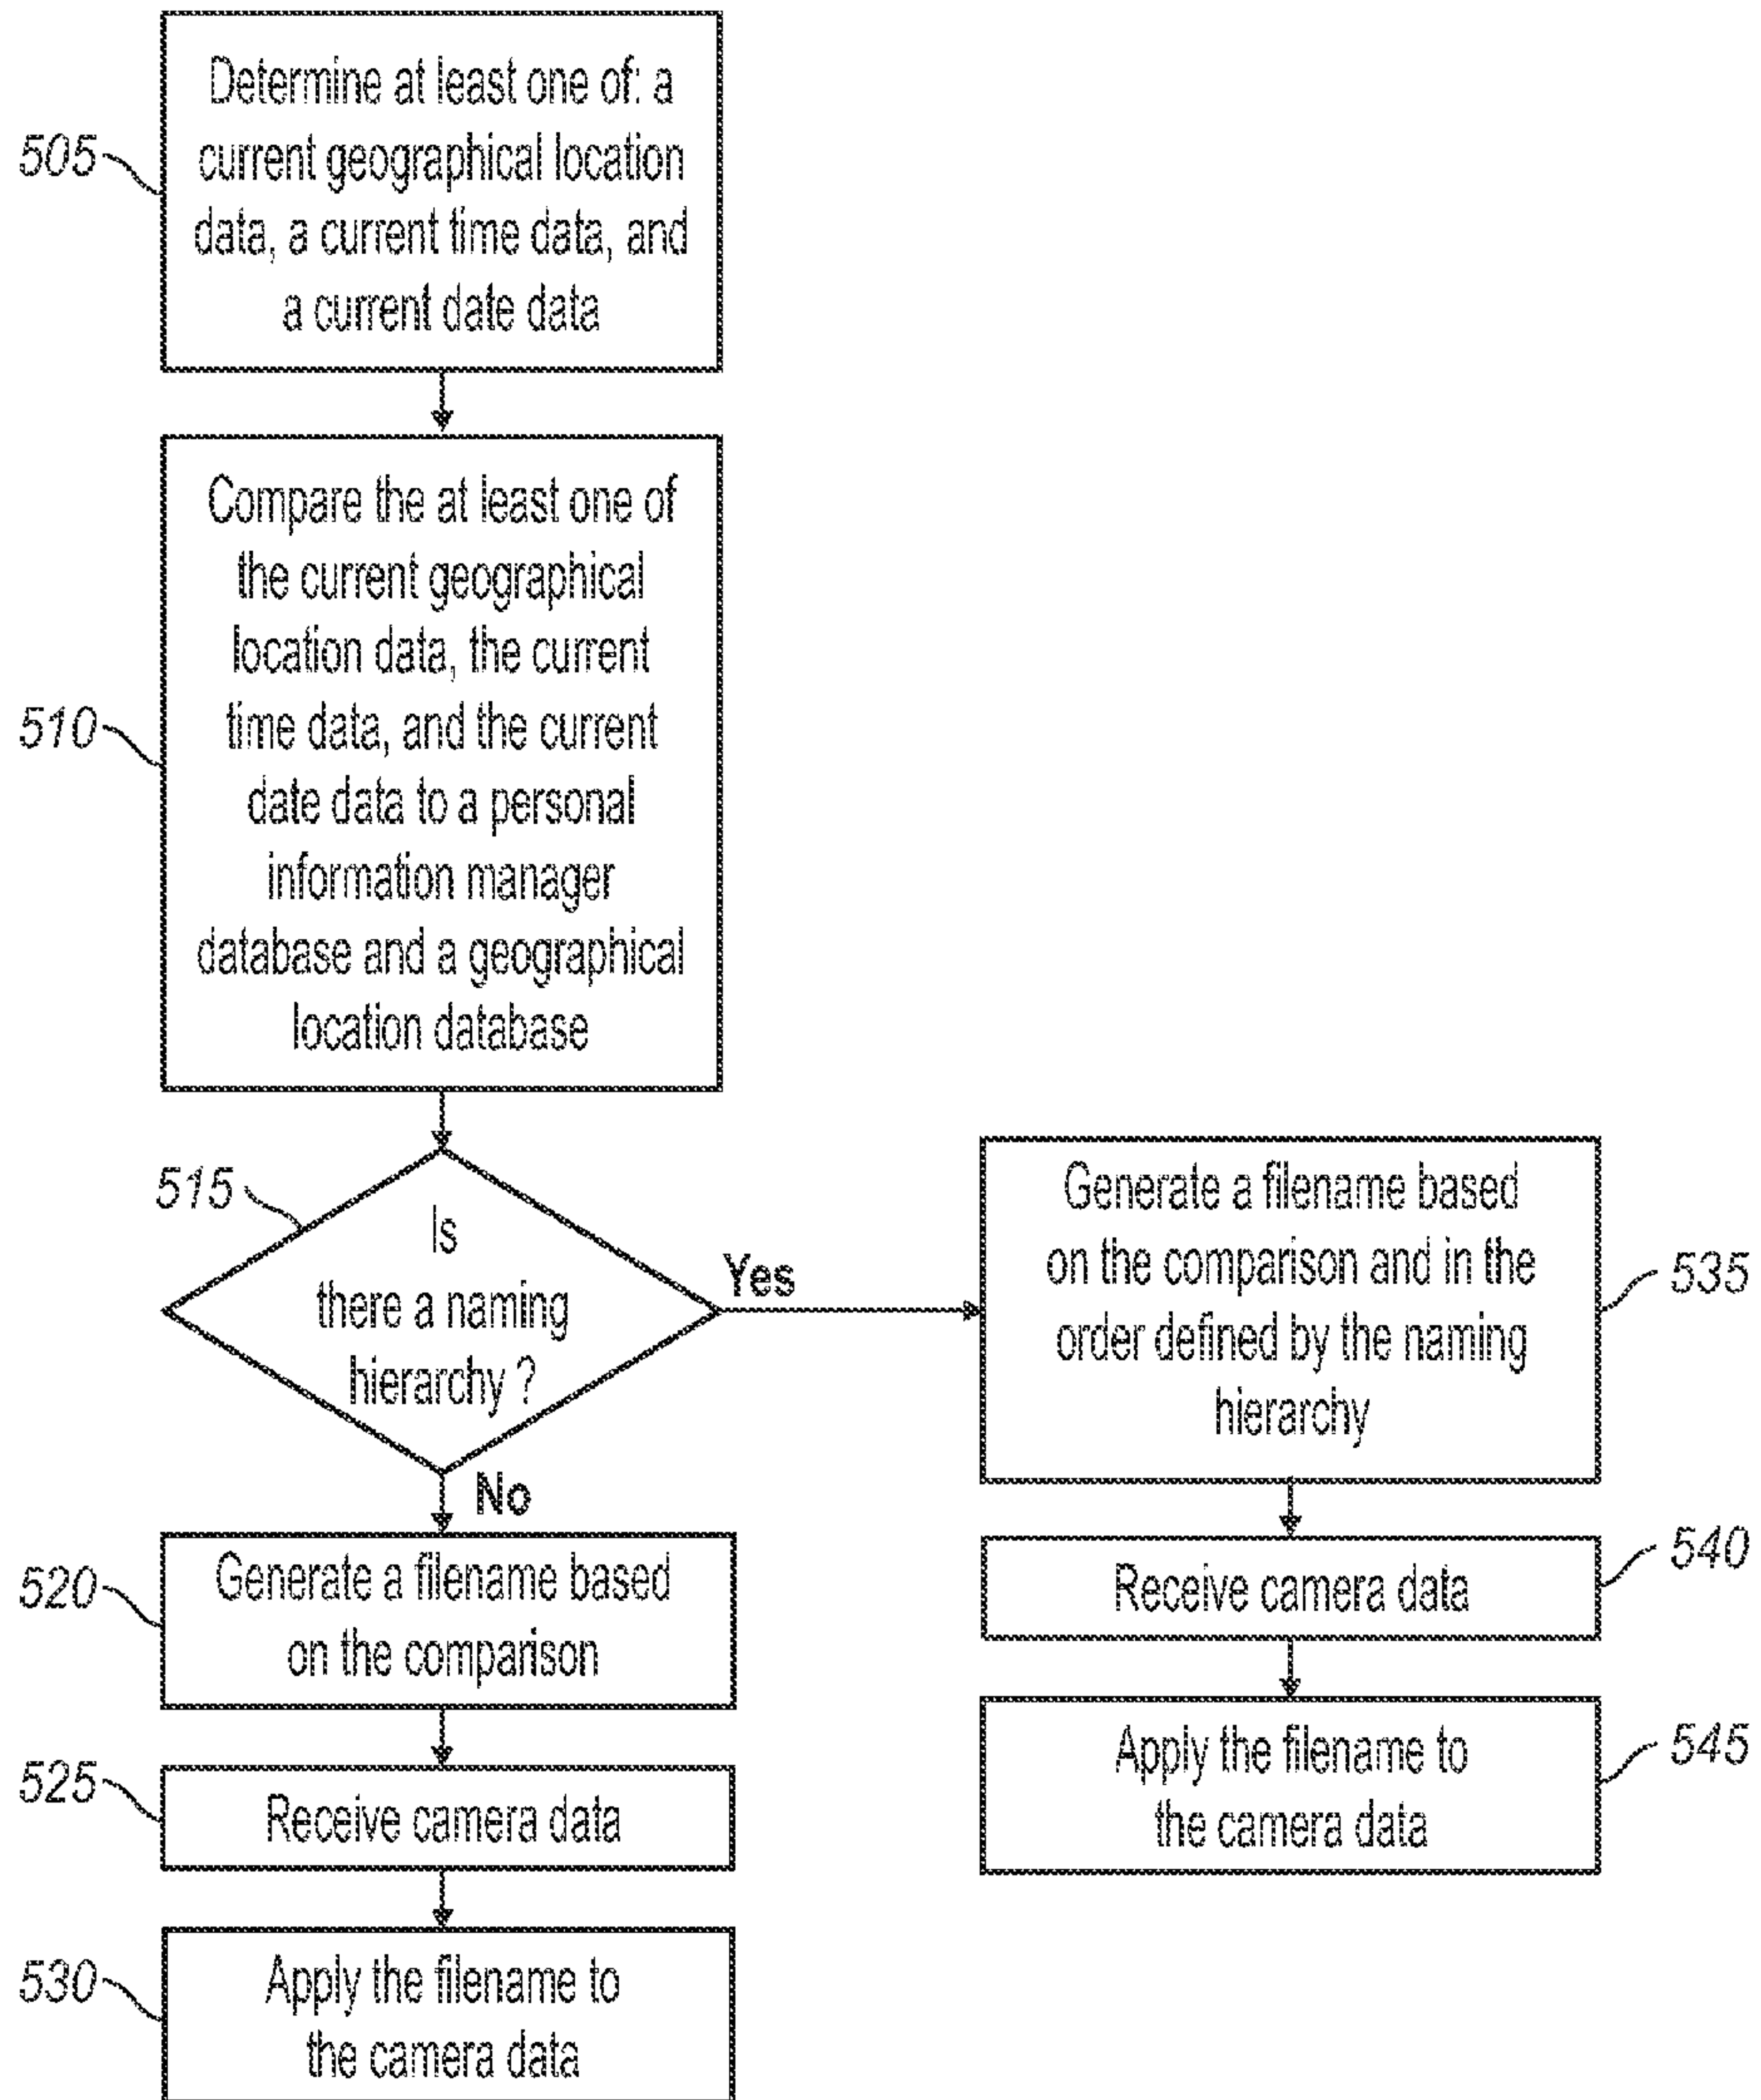 505
Determine at least one of: a
current geographical location
data, a current time data, and
a current date data
510
Compare the at least one of
the current geographical
location data, the current
time data, and the current
date data to a personal
information manager
database and a geographical
location database
515
Is
there a naming
hierarchy ?
Yes
No
520
Generate a filename based
on the comparison
525
Receive camera data
530
Apply the filename to
the camera data
Generate a filename based
on the comparison and in the
order defined by the naming
hierarchy
535
Receive camera data
540
Apply the filename to
the camera data
545